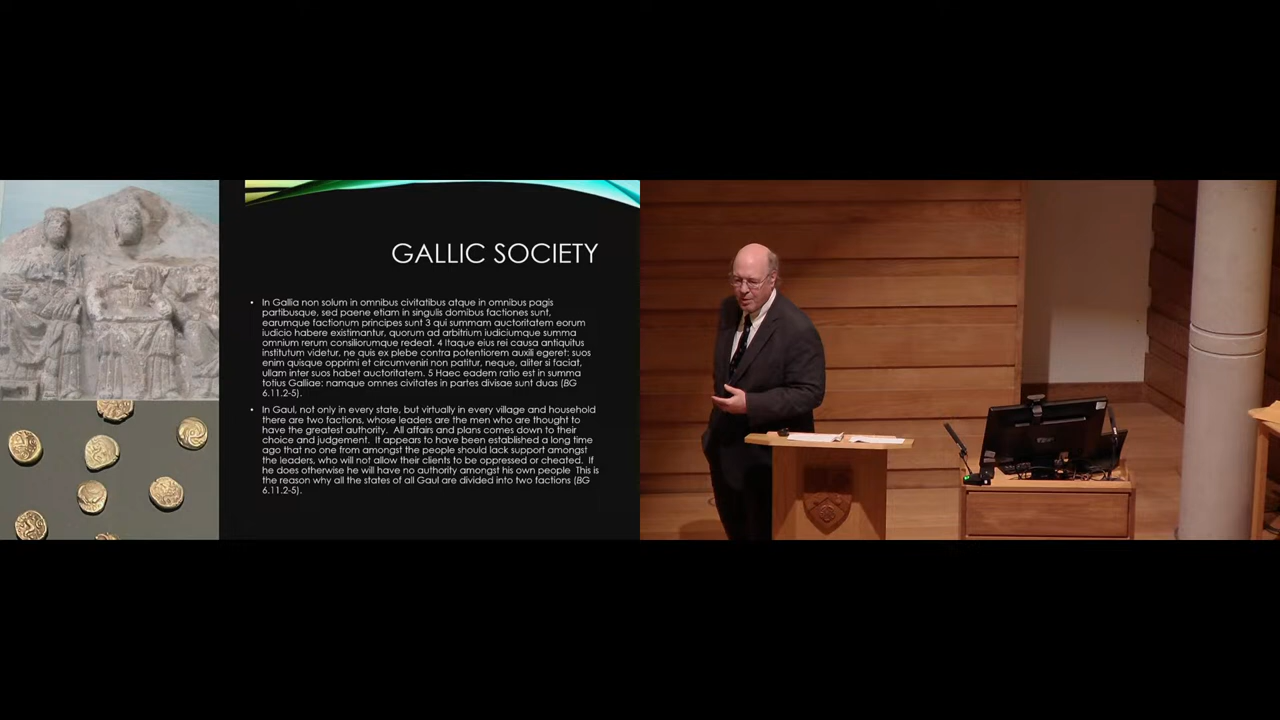 GALLIC SOCIETY
• In Gallia non solum in omnibus civitatibus atque in omnibus pagis
partibusque, sed paene etiam in singulis domibus factiones sunt,
earumque factionum principes sunt 3 qui summam auctoritatem eorum
iudicio habere existimantur, quorum ad arbitrium iudiciumque summa
omnium rerum consiliorumque redeat. 4 Itaque eius rei causa antiquitus
institutum videtur, ne quis ex plebe contra potentiorem auxili egeret: suos
enim quisque opprimi et circumveniri non patitur, neque, aliter si faciat,
ullam inter suos habet auctoritatem. 5 Haec eadem ratio est in summa
totius Galliae: namque omnes civitates in partes divisae sunt duas (BG
6.11.2-5).
• In Gaul, not only in every state, but virtually in every village and household
there are two factions, whose leaders are the men who are thought to
have the greatest authority. All affairs and plans comes down to their
choice and judgement. It appears to have been established a long time
ago that no one from amongst the people should lack support amongst
the leaders, who will not allow their clients to be oppressed or cheated. If
he does otherwise he will have no authority amongst his own people This is
the reason why all the states of all Gaul are divided into two factions (BG
6.11.2-5).